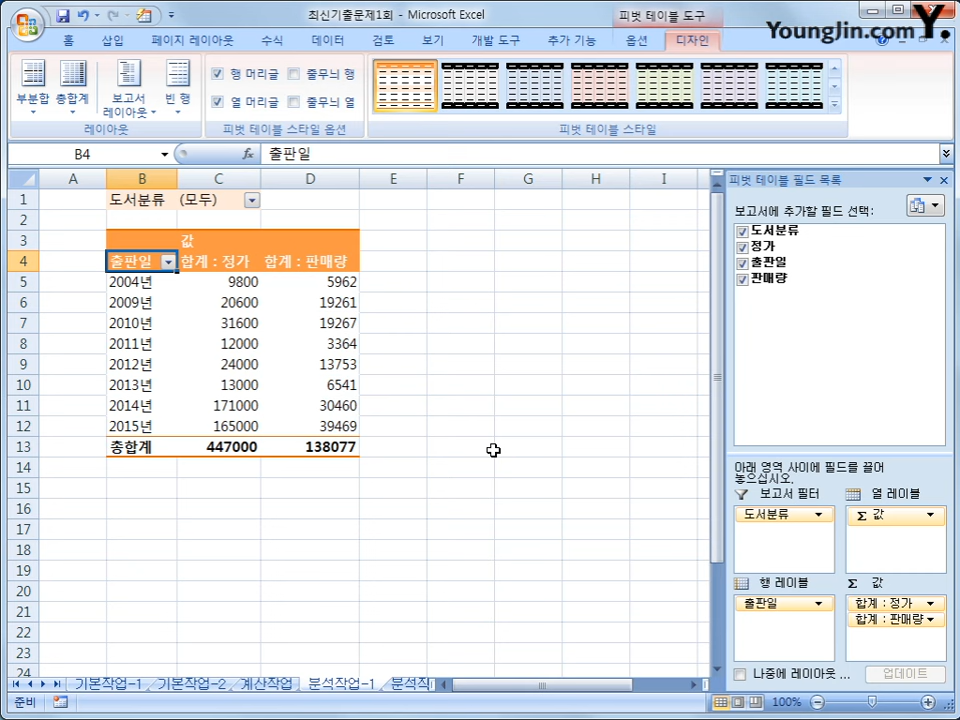 최신기출문제1회 - Microsoft Excel
피벗 테이블 도구
YoungJin.com Y.
홈 삽입 페이지 레이아웃 수식 데이터 검토 보기 개발 도구 추가 기능 옵션 디자인
부분합 총합계 보고서 레이아웃 빈 행
행 머리글 줄무늬 행
열 머리글 줄무늬 열
레이아웃 피벗 테이블 스타일 옵션 피벗 테이블 스타일
B4 fx 출판일
A B C D E F G H I
1 도서분류 (모두)
2
3 값
4 출판일 합계 : 정가 합계 : 판매량
5 2004년 9800 5962
6 2009년 20600 19261
7 2010년 31600 19267
8 2011년 12000 3364
9 2012년 24000 13753
10 2013년 13000 6541
11 2014년 171000 30460
12 2015년 165000 39469
13 총합계 447000 138077
14
15
16
17
18
19
20
21
22
23
24
피벗 테이블 필드 목록
보고서에 추가할 필드 선택:
도서분류
정가
출판일
판매량
아래 영역 사이에 필드를 끌어
놓으십시오.
보고서 필터 열 레이블
도서분류 Σ 값
행 레이블 Σ 값
출판일 합계 : 정가
합계 : 판매량
나중에 레이아웃 ... 업데이트
기본작업-1 기본작업-2 계산작업 분석작업-1 분석작
준비 100%